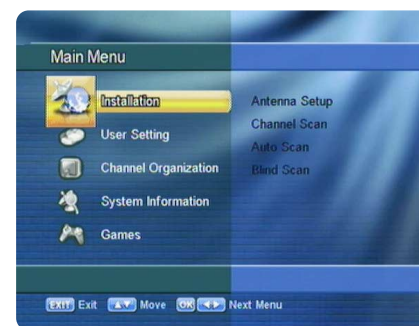 Main Menu
Installation
User Setting
Channel Organization
System Information
Games
Antenna Setup
Channel Scan
Auto Scan
Blind Scan
EXIT Exit ▲▼ Move OK ◄► Next Menu